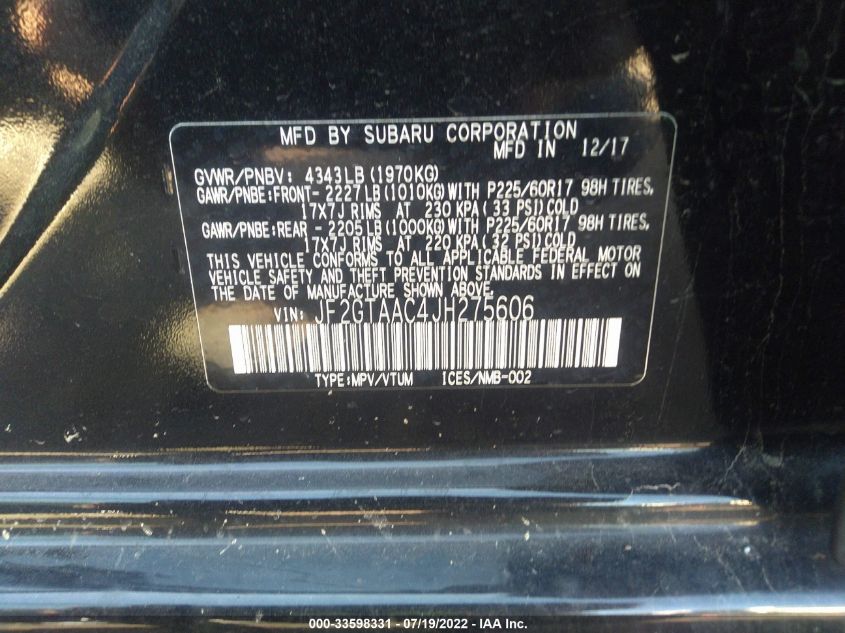 MFD BY SUBARU CORPORATION
MFD IN 12/17
GVWR/PNBV: 4343LB(1970KG)
GAWR/PNBE:FRONT- 2227LB(1010KG)WITH P225/60R17 98H TIRES,
17X7J RIMS AT 230 KPA( 33 PSI)COLD
GAWR/PNBE:REAR - 2205LB(1000KG)WITH P225/60R17 98H TIRES,
17X7J RIMS AT 220 KPA( 32 PSI)COLD
THIS VEHICLE CONFORMS TO ALL APPLICABLE FEDERAL MOTOR
VEHICLE SAFETY AND THEFT PREVENTION STANDARDS IN EFFECT ON
THE DATE OF MANUFACTURE SHOWN ABOVE.
VIN: JF2GTAAC4JH275606
TYPE:MPV/VTUM ICES/NMB-002
000-33598331 - 07/19/2022 - IAA Inc.